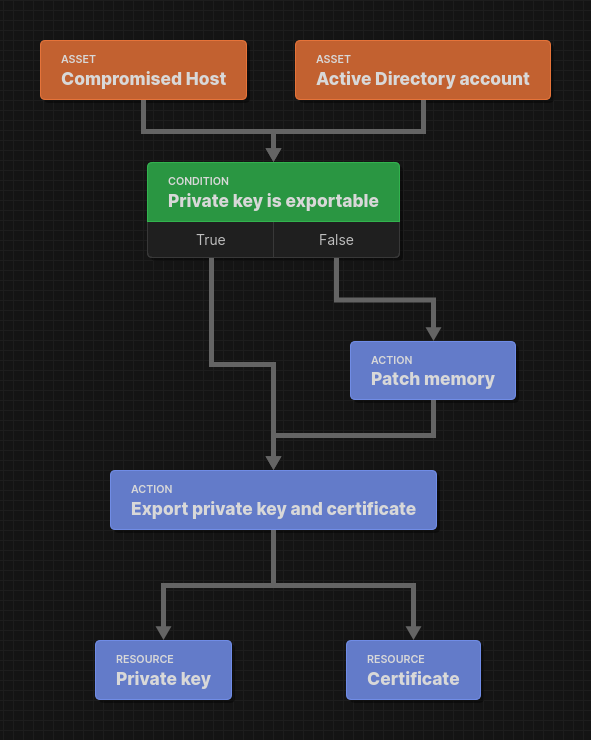 ASSET
Compromised Host
ASSET
Active Directory account
CONDITION
Private key is exportable
True
False
ACTION
Patch memory
ACTION
Export private key and certificate
RESOURCE
Private key
RESOURCE
Certificate